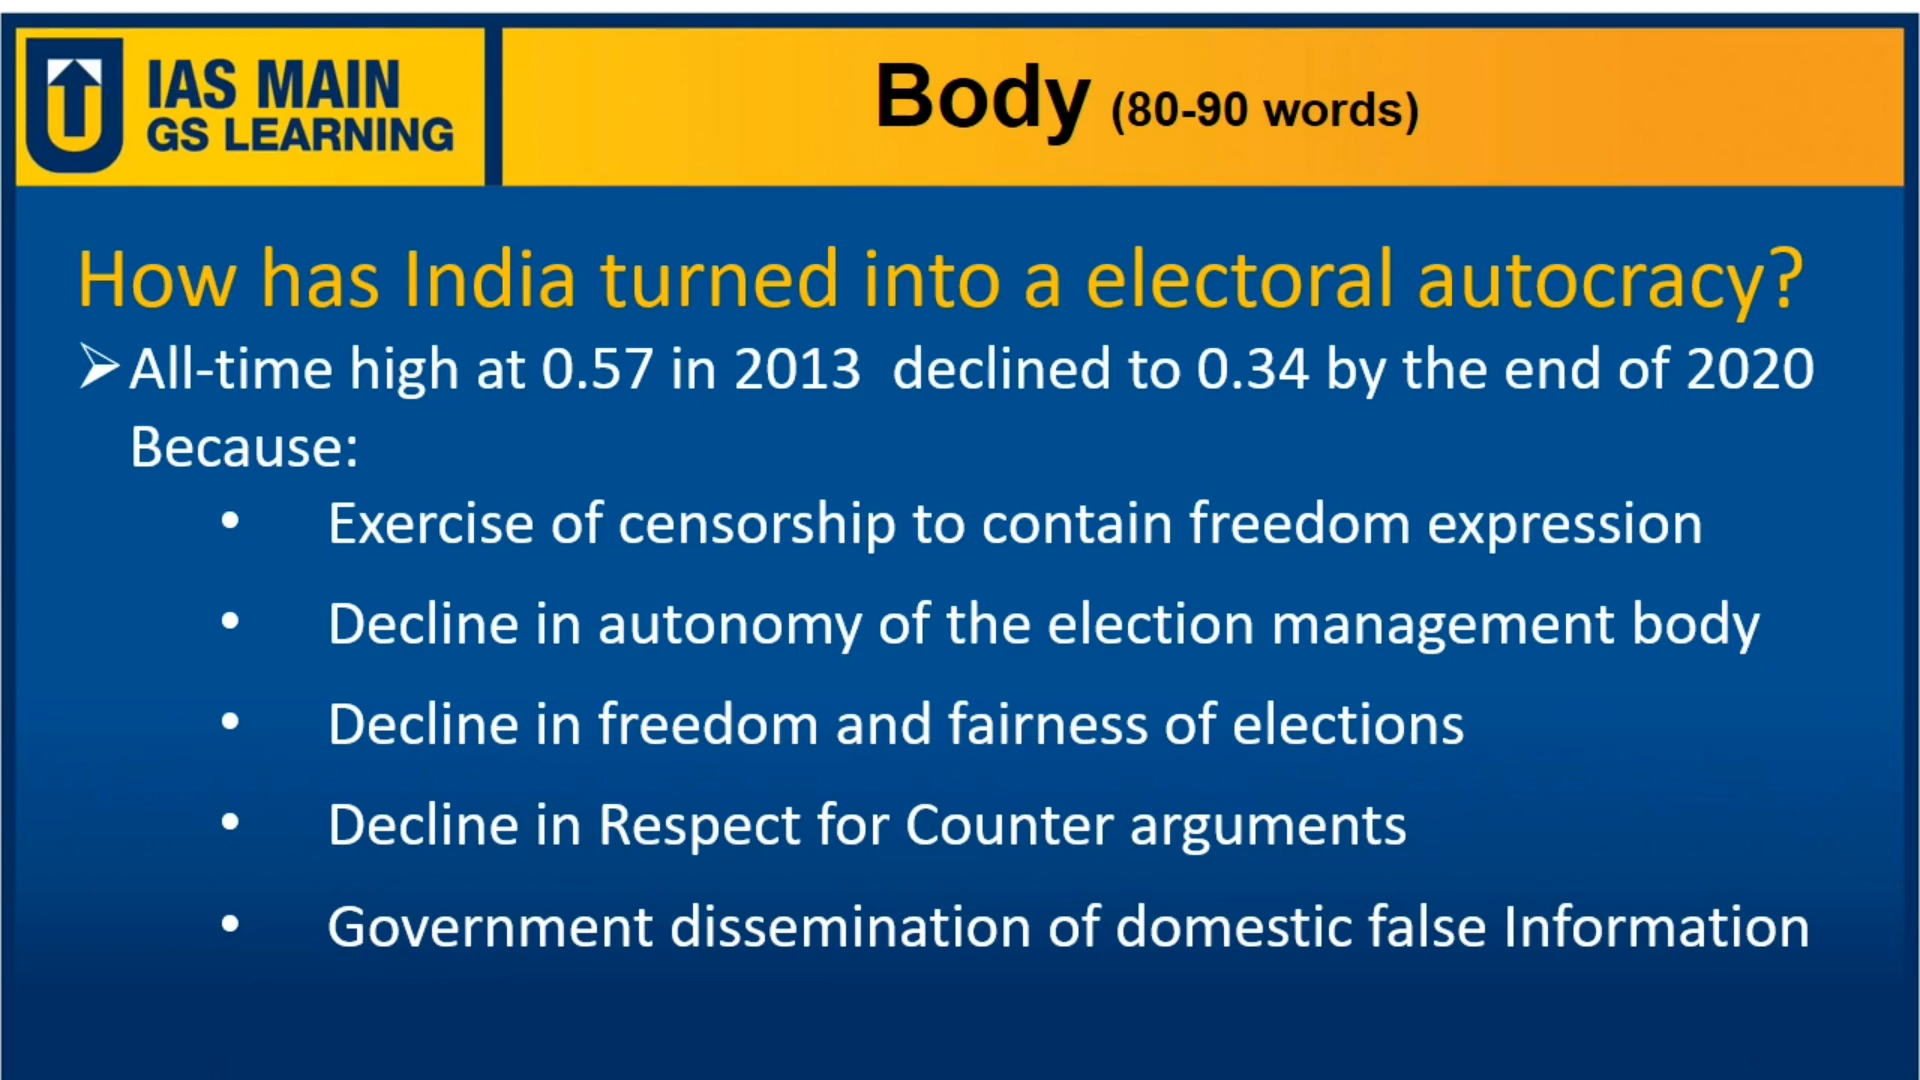 IAS MAIN
GS LEARNING
Body (80-90 words)
How has India turned into a electoral autocracy?
➢All-time high at 0.57 in 2013 declined to 0.34 by the end of 2020
Because:
• Exercise of censorship to contain freedom expression
• Decline in autonomy of the election management body
• Decline in freedom and fairness of elections
• Decline in Respect for Counter arguments
• Government dissemination of domestic false Information